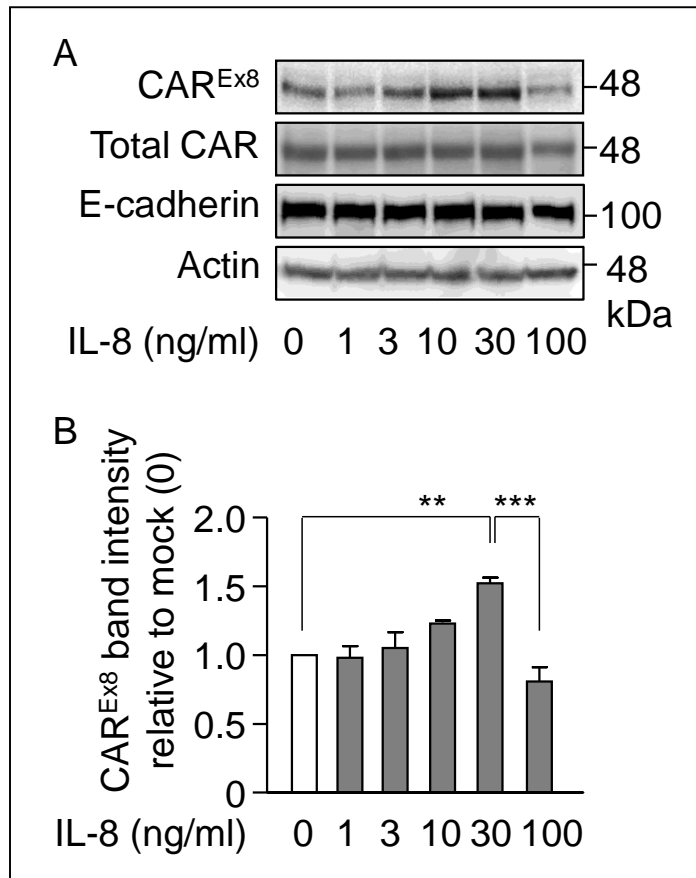 A
CAR^Ex8
48
Total CAR
48
E-cadherin
100
Actin
48
kDa
IL-8 (ng/ml) 0 1 3 10 30 100
B
CAR^Ex8 band intensity
relative to mock (0)
** ***
2.0
1.5
1.0
0.5
0
IL-8 (ng/ml) 0 1 3 10 30 100